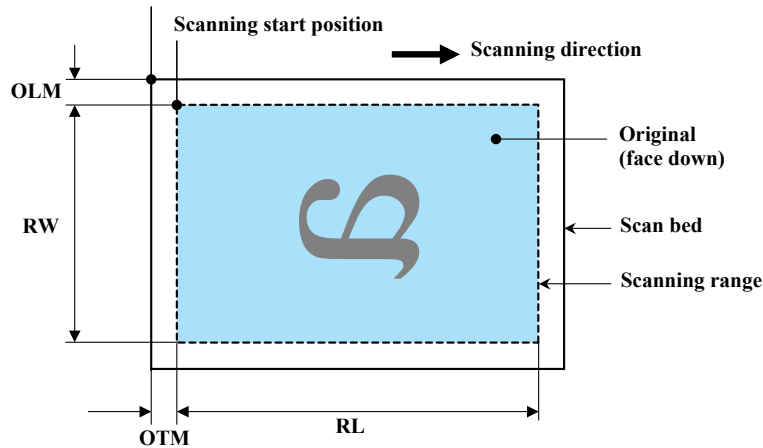 Scanning start position
Scanning direction
OLM
Original
(face down)
RW
Scan bed
Scanning range
RL
OTM